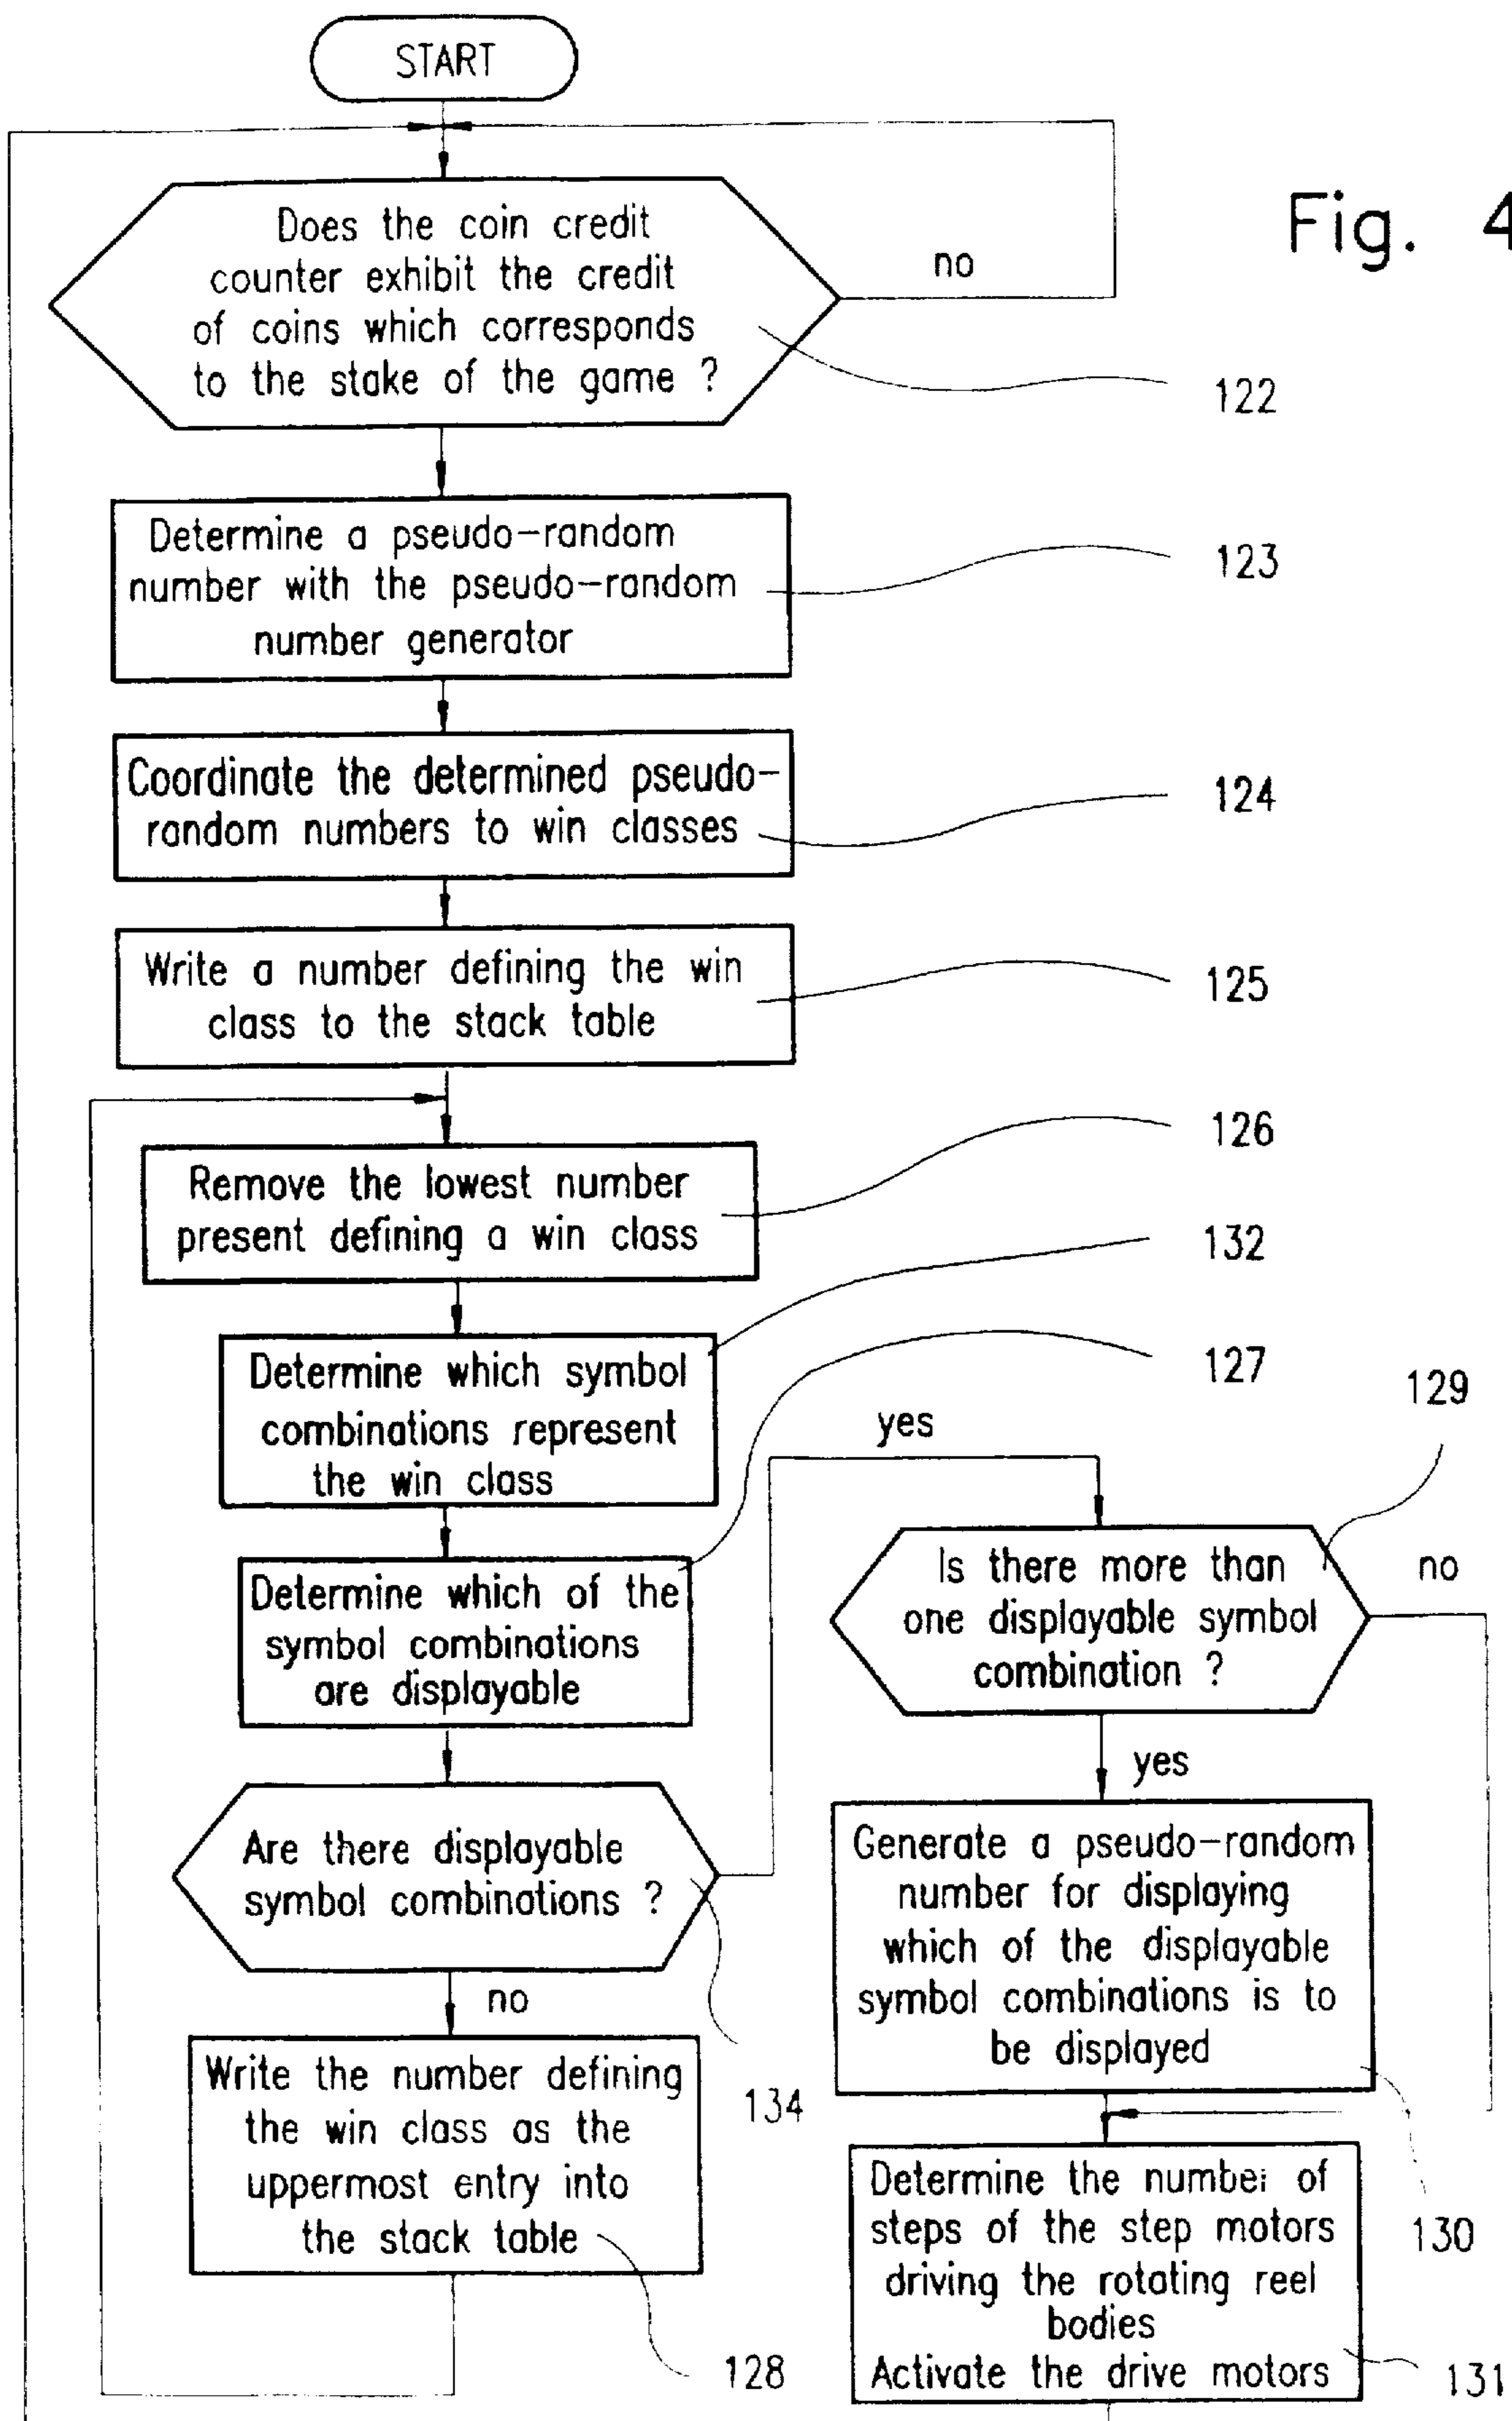 START
Fig. 4
Does the coin credit
counter exhibit the credit
of coins which corresponds
to the stake of the game ?
no
122
Determine a pseudo-random
number with the pseudo-random
number generator
123
Coordinate the determined pseudo-
random numbers to win classes
124
Write a number defining the win
class to the stack table
125
Remove the lowest number
present defining a win class
126
Determine which symbol
combinations represent
the win class
132
Determine which of the
symbol combinations
are displayable
127
Are there displayable
symbol combinations ?
134
yes
no
Write the number defining
the win class as the
uppermost entry into
the stack table
128
Is there more than
one displayable symbol
combination ?
129
no
yes
Generate a pseudo-random
number for displaying
which of the displayable
symbol combinations is to
be displayed
130
Determine the number of
steps of the step motors
driving the rotating reel
bodies
Activate the drive motors
131